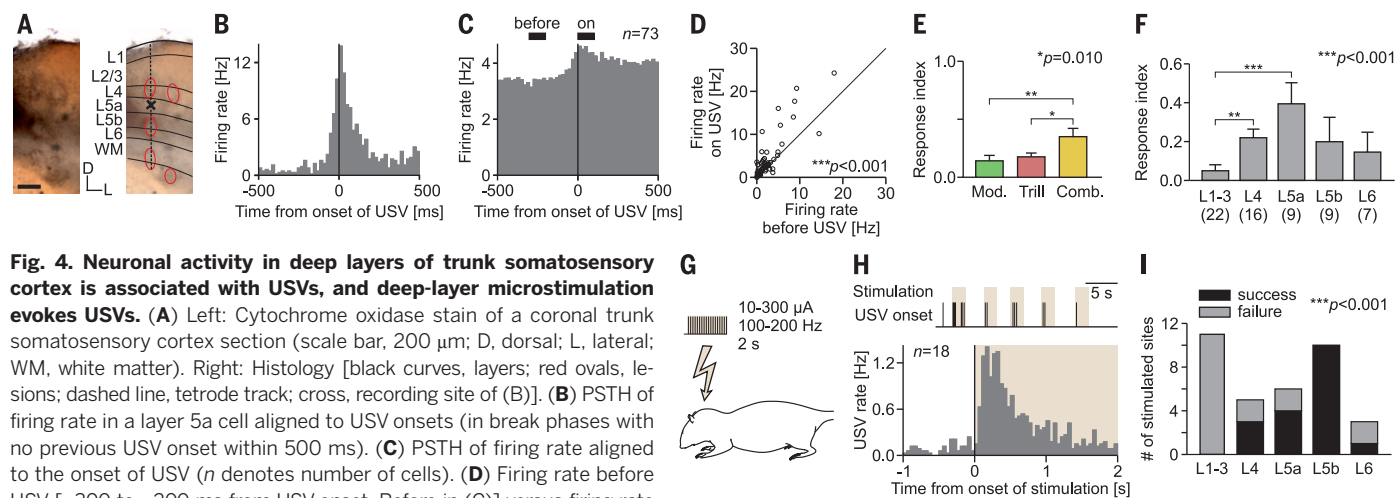 A
L1
L2/3
L4
L5a
L5b
L6
WM
D
L
B
Firing rate [Hz]
12
6
0
-500
0
500
Time from onset of USV [ms]
C
before
on
n=73
Firing rate [Hz]
4
2
0
-500
0
500
Time from onset of USV [ms]
D
Firing rate
on USV [Hz]
30
20
10
0
0
10
20
30
***p<0.001
Firing rate
before USV [Hz]
E
*p=0.010
Response index
1.0
0.0
**
*
Mod.
Trill
Comb.
F
***p<0.001
Response index
0.6
0.4
0.2
0.0
***
**
L1-3
(22)
L4
(16)
L5a
(9)
L5b
(9)
L6
(7)
Fig. 4. Neuronal activity in deep layers of trunk somatosensory
cortex is associated with USVs, and deep-layer microstimulation
evokes USVs. (A) Left: Cytochrome oxidase stain of a coronal trunk
somatosensory cortex section (scale bar, 200 μm; D, dorsal; L, lateral;
WM, white matter). Right: Histology [black curves, layers; red ovals, le-
sions; dashed line, tetrode track; cross, recording site of (B)]. (B) PSTH of
firing rate in a layer 5a cell aligned to USV onsets (in break phases with
no previous USV onset within 500 ms). (C) PSTH of firing rate aligned
to the onset of USV (n denotes number of cells). (D) Firing rate before
G
10-300 μA
100-200 Hz
2 s
H
Stimulation
USV onset
5 s
n=18
USV rate [Hz]
1.2
0.6
0
-1
0
1
2
Time from onset of stimulation [s]
I
success
failure
***p<0.001
# of stimulated sites
12
8
4
0
L1-3
L4
L5a
L5b
L6